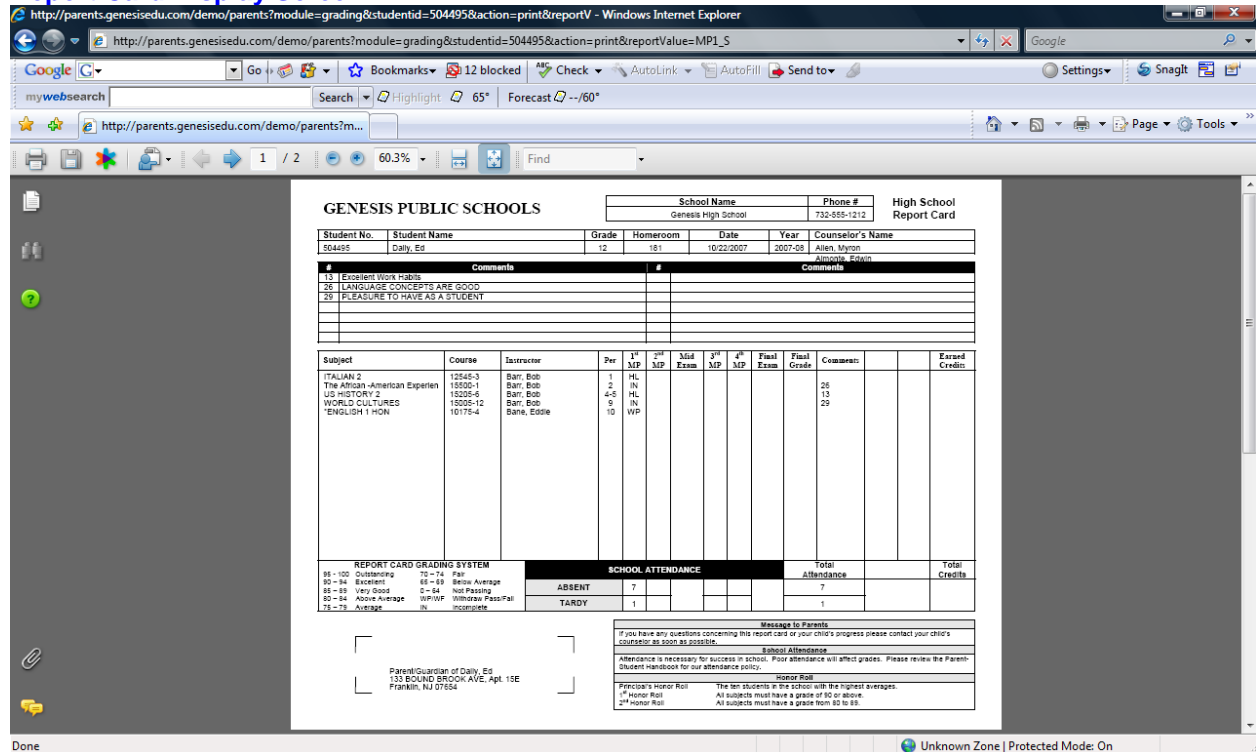 http://parents.genesisedu.com/demo/parents?module=grading&studentid=504495&action=print&reportV - Windows Internet Explorer
http://parents.genesisedu.com/demo/parents?module=grading&studentid=504495&action=print&reportValue=MP1_S
Google
Google G Go Bookmarks 12 blocked ABC Check AutoLink AutoFill Send to Settings SnagIt
mywebsearch Search Highlight 65° Forecast --/60°
http://parents.genesisedu.com/demo/parents?m... Page Tools
1 / 2 60.3% Find
GENESIS PUBLIC SCHOOLS
School Name Phone #
Genesis High School 732-555-1212
High School
Report Card
Student No. Student Name Grade Homeroom Date Year Counselor's Name
504495 Dally, Ed 12 181 10/22/2007 2007-08 Allen, Myron
Almonte, Edwin
# Comments # Comments
13 Excellent Work Habits
26 LANGUAGE CONCEPTS ARE GOOD
29 PLEASURE TO HAVE AS A STUDENT
Subject Course Instructor Per 1st MP 2nd MP Mid Exam 3rd MP 4th MP Final Exam Final Grade Comments Earned Credits
ITALIAN 2 12545-3 Barr, Bob 1 HL
The African -American Experien 15500-1 Barr, Bob 2 IN 26
US HISTORY 2 15205-6 Barr, Bob 4-5 HL 13
WORLD CULTURES 15005-12 Barr, Bob 9 IN 29
*ENGLISH 1 HON 10175-4 Bane, Eddie 10 WP
REPORT CARD GRADING SYSTEM
95 - 100 Outstanding 70 – 74 Fair
90 – 94 Excellent 65 – 69 Below Average
85 – 89 Very Good 0 – 64 Not Passing
80 – 84 Above Average WP/WF Withdraw Pass/Fail
75 – 79 Average IN Incomplete
SCHOOL ATTENDANCE Total Attendance Total Credits
ABSENT 7 7
TARDY 1 1
Message to Parents
If you have any questions concerning this report card or your child's progress please contact your child's
counselor as soon as possible.
School Attendance
Attendance is necessary for success in school. Poor attendance will affect grades. Please review the Parent-
Student Handbook for our attendance policy.
Honor Roll
Principal's Honor Roll The ten students in the school with the highest averages.
1st Honor Roll All subjects must have a grade of 90 or above.
2nd Honor Roll All subjects must have a grade from 80 to 89.
Parent/Guardian of Dally, Ed
133 BOUND BROOK AVE, Apt. 15E
Franklin, NJ 07654
Done Unknown Zone | Protected Mode: On